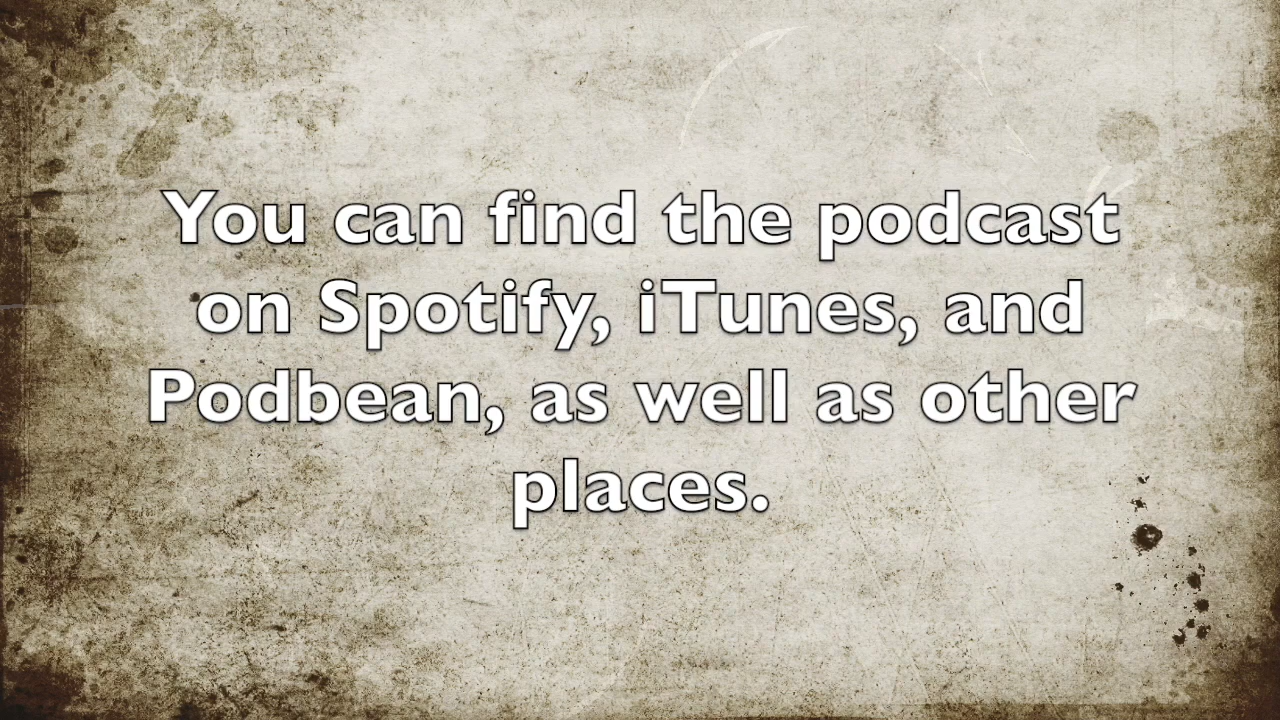 You can find the podcast
on Spotify, iTunes, and
Podbean, as well as other
places.